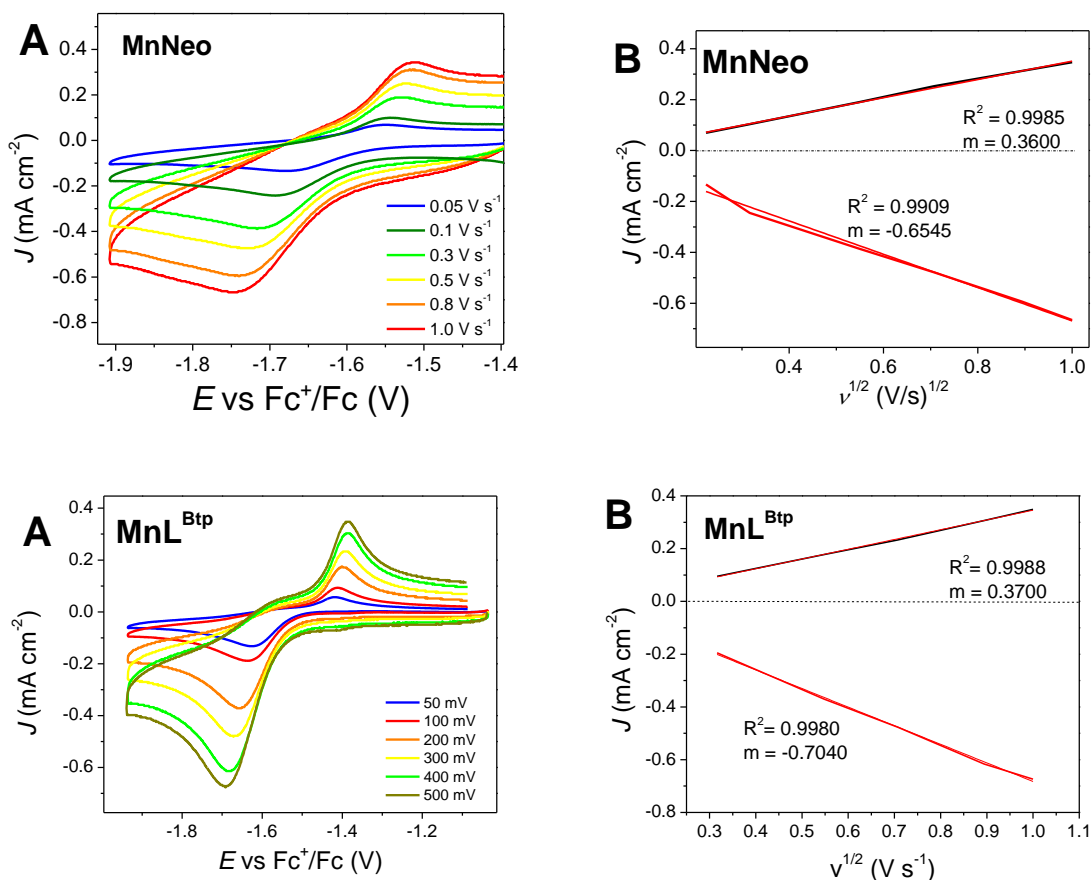 A
MnNeo
0.4
0.2
0.0
-0.2
-0.4
-0.6
-0.8
J (mA cm⁻²)
0.05 V s⁻¹
0.1 V s⁻¹
0.3 V s⁻¹
0.5 V s⁻¹
0.8 V s⁻¹
1.0 V s⁻¹
-1.9 -1.8 -1.7 -1.6 -1.5 -1.4
E vs Fc⁺/Fc (V)
B
MnNeo
0.4
0.2
0.0
-0.2
-0.4
-0.6
J (mA cm⁻²)
R² = 0.9985
m = 0.3600
R² = 0.9909
m = -0.6545
0.4 0.6 0.8 1.0
ν^1/2 (V/s)^1/2
A
MnL^Btp
0.4
0.2
0.0
-0.2
-0.4
-0.6
J (mA cm⁻²)
50 mV
100 mV
200 mV
300 mV
400 mV
500 mV
-1.8 -1.6 -1.4 -1.2
E vs Fc⁺/Fc (V)
B
MnL^Btp
0.4
0.2
0.0
-0.2
-0.4
-0.6
-0.8
J (mA cm⁻²)
R²= 0.9988
m = 0.3700
R²= 0.9980
m = -0.7040
0.3 0.4 0.5 0.6 0.7 0.8 0.9 1.0 1.1
v^1/2 (V s⁻¹)